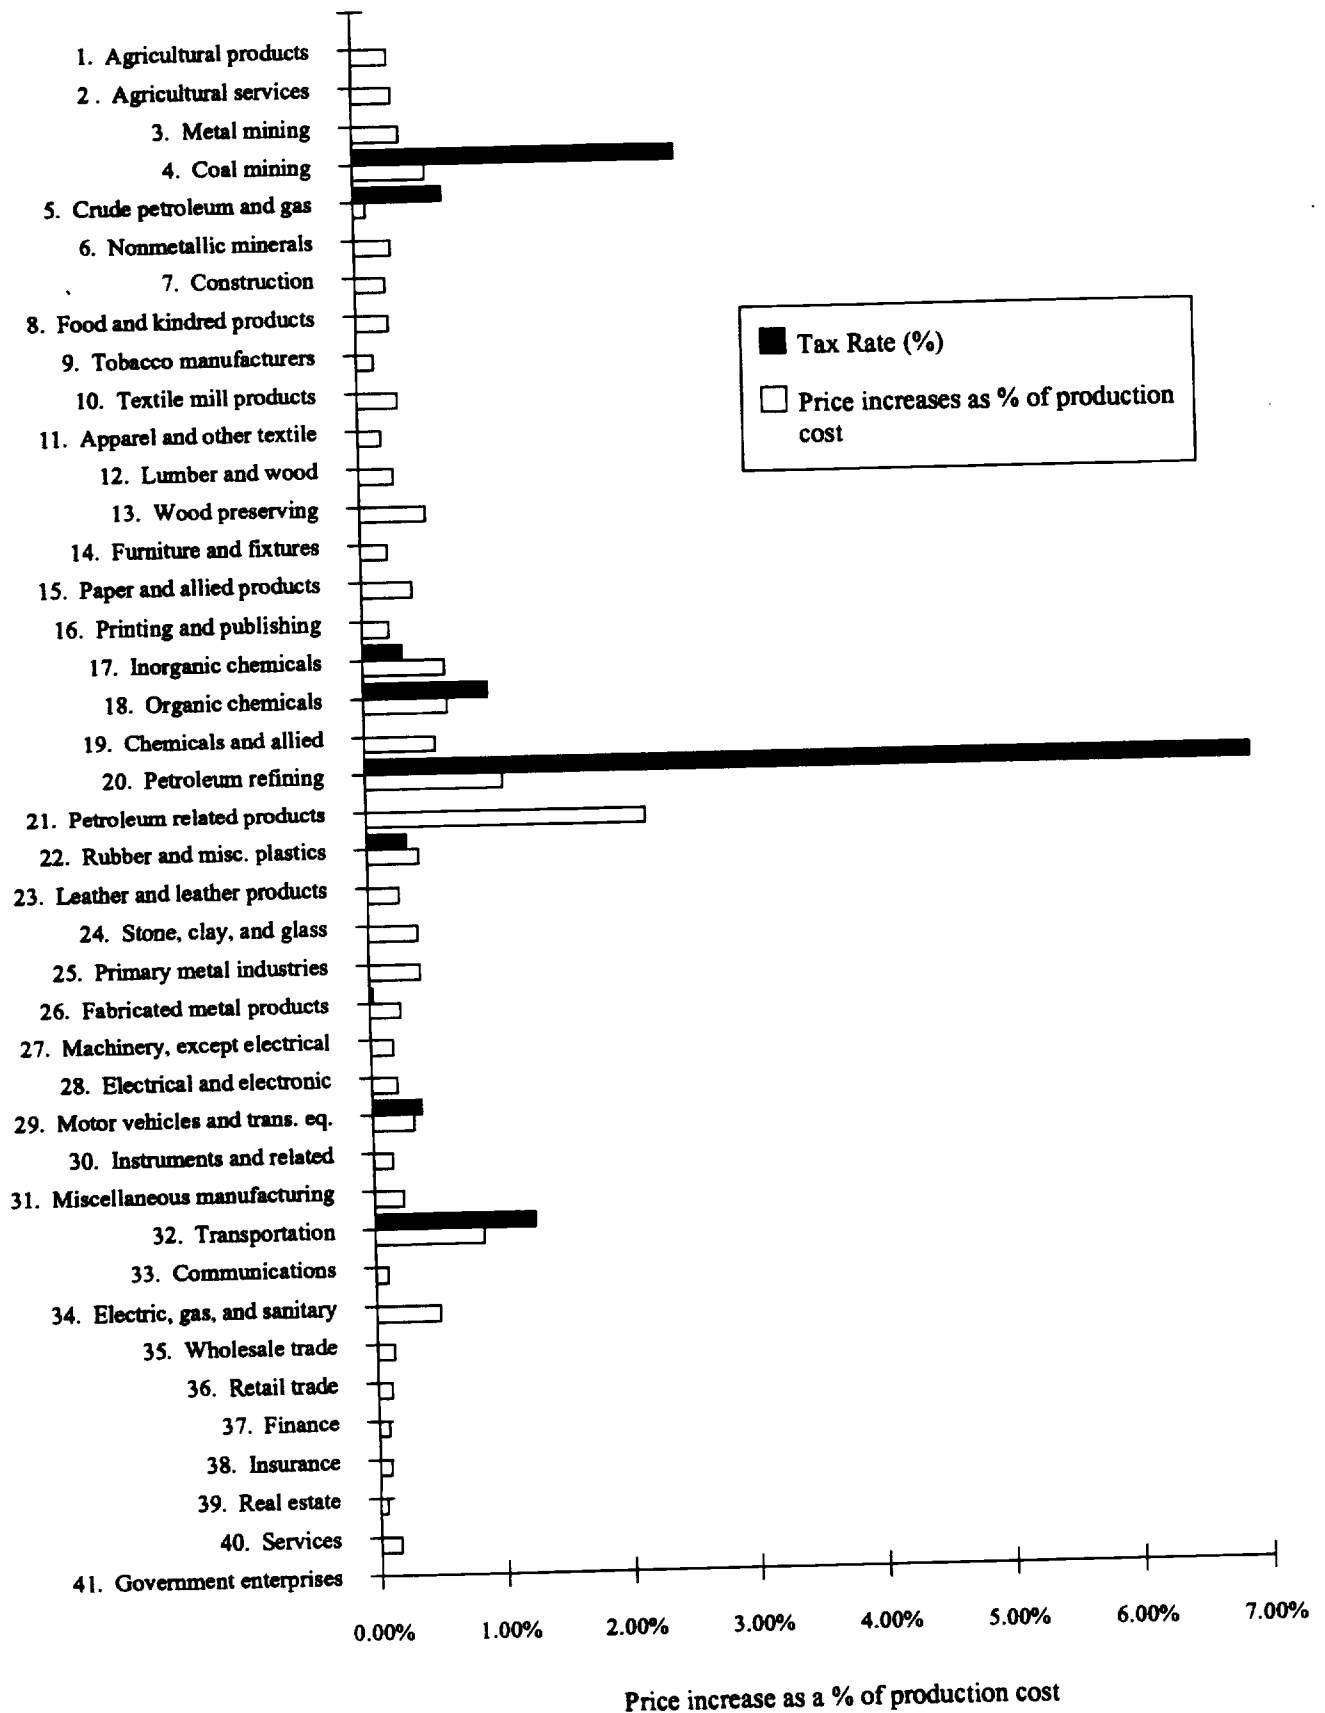 1. Agricultural products
2 . Agricultural services
3. Metal mining
4. Coal mining
5. Crude petroleum and gas
6. Nonmetallic minerals
7. Construction
8. Food and kindred products
9. Tobacco manufacturers
10. Textile mill products
11. Apparel and other textile
12. Lumber and wood
13. Wood preserving
14. Furniture and fixtures
15. Paper and allied products
16. Printing and publishing
17. Inorganic chemicals
18. Organic chemicals
19. Chemicals and allied
20. Petroleum refining
21. Petroleum related products
22. Rubber and misc. plastics
23. Leather and leather products
24. Stone, clay, and glass
25. Primary metal industries
26. Fabricated metal products
27. Machinery, except electrical
28. Electrical and electronic
29. Motor vehicles and trans. eq.
30. Instruments and related
31. Miscellaneous manufacturing
32. Transportation
33. Communications
34. Electric, gas, and sanitary
35. Wholesale trade
36. Retail trade
37. Finance
38. Insurance
39. Real estate
40. Services
41. Government enterprises
Tax Rate (%)
Price increases as % of production
cost
0.00% 1.00% 2.00% 3.00% 4.00% 5.00% 6.00% 7.00%
Price increase as a % of production cost